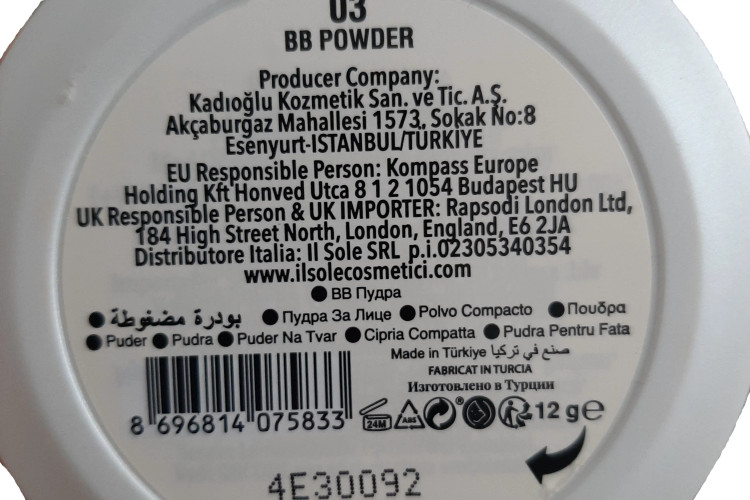 03
BB POWDER
Producer Company:
Kadıoğlu Kozmetik San. ve Tic. A.Ş.
Akçaburgaz Mahallesi 1573, Sokak No:8
Esenyurt-ISTANBUL/TÜRKIYE
EU Responsible Person: Kompass Europe
Holding Kft Honved Utca 8 1 2 1054 Budapest HU
UK Responsible Person & UK IMPORTER: Rapsodi London Ltd,
184 High Street North, London, England, E6 2JA
Distributore Italia: Il Sole SRL p.i.02305340354
www.ilsolecosmetici.com
● BB Пудра
● بودرة مضغوطة ● Пудра За Лице ● Polvo Compacto ● Πουδρα
● Puder ● Pudra ● Puder Na Tvar ● Cipria Compatta ● Pudra Pentru Fata
Made in Türkiye صنع في تركيا
FABRICAT IN TURCIA
Изготовлено в Турции
8 696814 075833 24M ABS 12 g e
4E30092